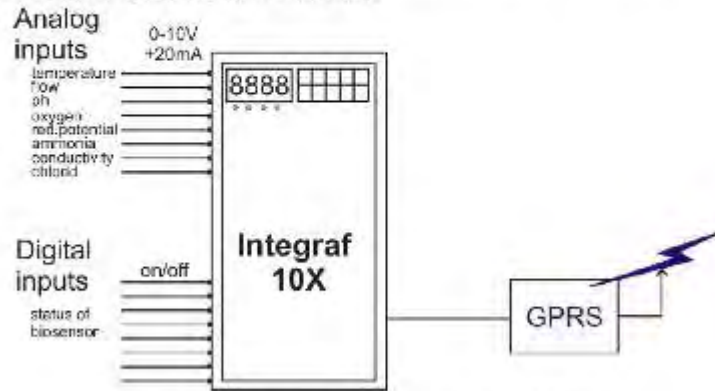 Analog
inputs
0-10V
+20mA
temperature
flow
ph
oxygen
red.potential
ammonia
conductivity
chlorid
8888
Integraf
10X
Digital
inputs
on/off
status of
biosensor
GPRS